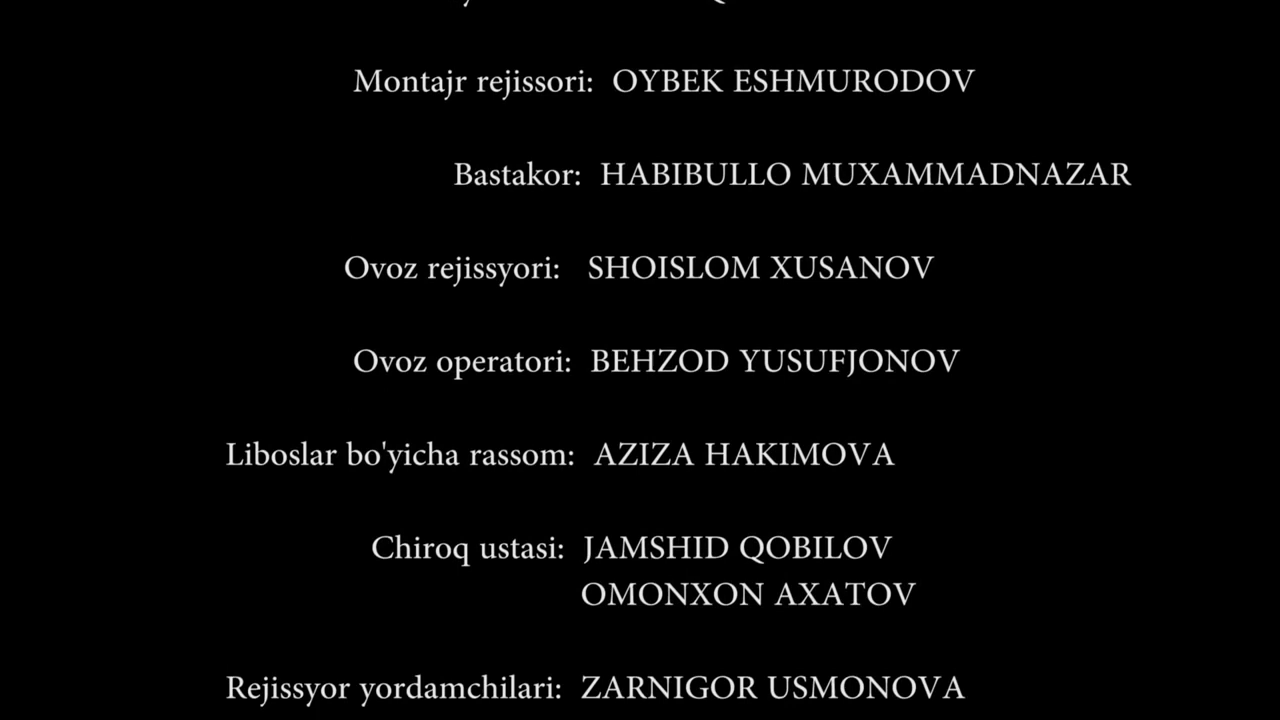 Montajr rejissori: OYBEK ESHMURODOV
Bastakor: HABIBULLO MUXAMMADNAZAR
Ovoz rejissyori: SHOISLOM XUSANOV
Ovoz operatori: BEHZOD YUSUFJONOV
Liboslar bo'yicha rassom: AZIZA HAKIMOVA
Chiroq ustasi: JAMSHID QOBILOV
OMONXON AXATOV
Rejissyor yordamchilari: ZARNIGOR USMONOVA